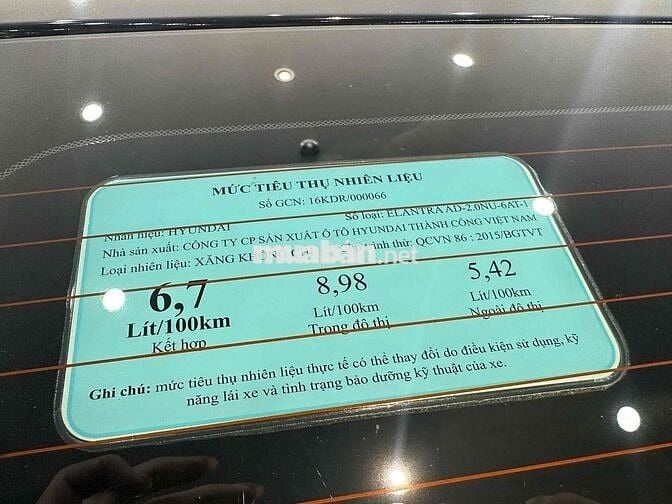 MỨC TIÊU THỤ NHIÊN LIỆU
Số GCN: 16KDR/000066
Nhãn hiệu: HYUNDAI Số loại: ELANTRA AD-2.0NU-6AT-1
Nhà sản xuất: CÔNG TY CP SẢN XUẤT Ô TÔ HYUNDAI THÀNH CÔNG VIỆT NAM
Loại nhiên liệu: XĂNG KHÔNG thử: QCVN 86 : 2015/BGTVT
muaban.net
6,7 8,98 5,42
Lít/100km Lít/100km Lít/100km
Kết hợp Trong đô thị Ngoài đô thị
Ghi chú: mức tiêu thụ nhiên liệu thực tế có thể thay đổi do điều kiện sử dụng, kỹ
năng lái xe và tình trạng bảo dưỡng kỹ thuật của xe.